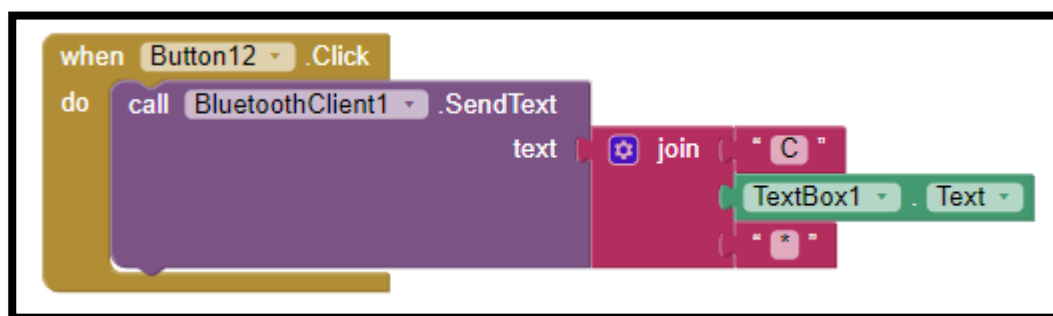 when Button12 .Click
do call BluetoothClient1 .SendText
text join " C "
TextBox1 . Text
" * "